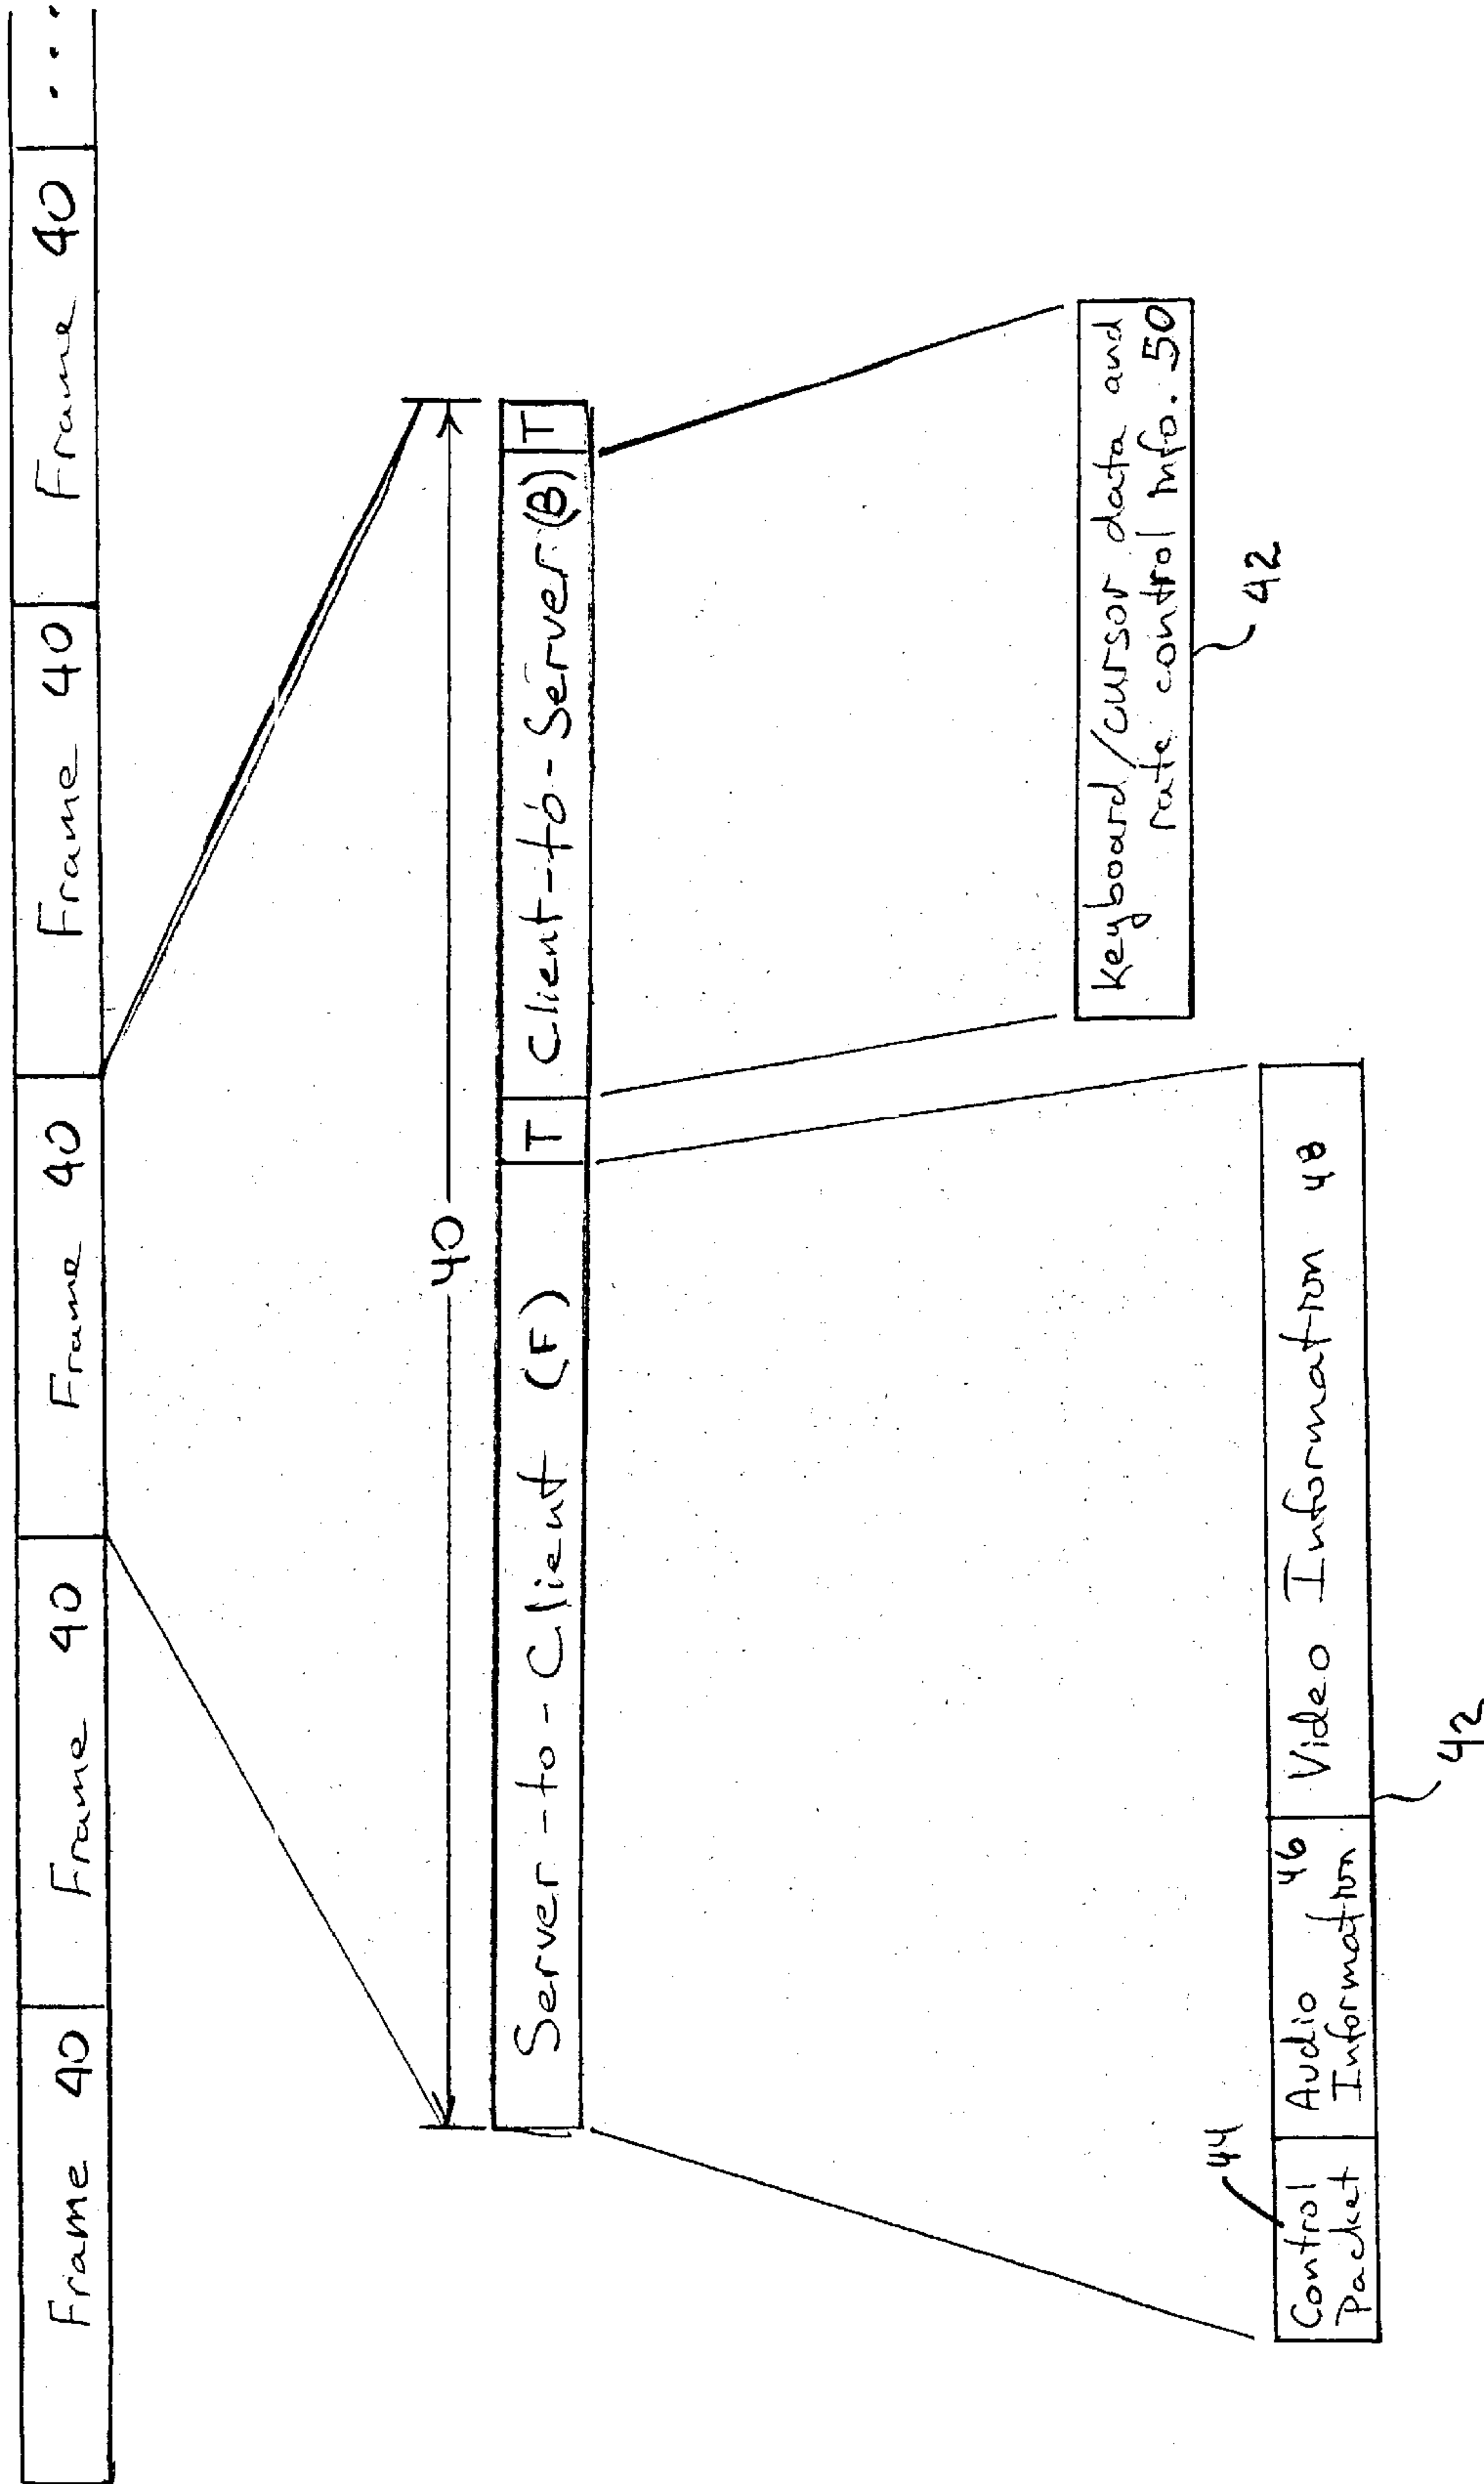 Frame 40
Frame 40
Frame 40
Frame 40
Frame 40
...
40
Server-to-Client (F)
T
Client-to-Server (B)
T
Keyboard/cursor data and
rate control info. 50
42
44
Control
Packet
Audio 46
Information
Video Information 48
42